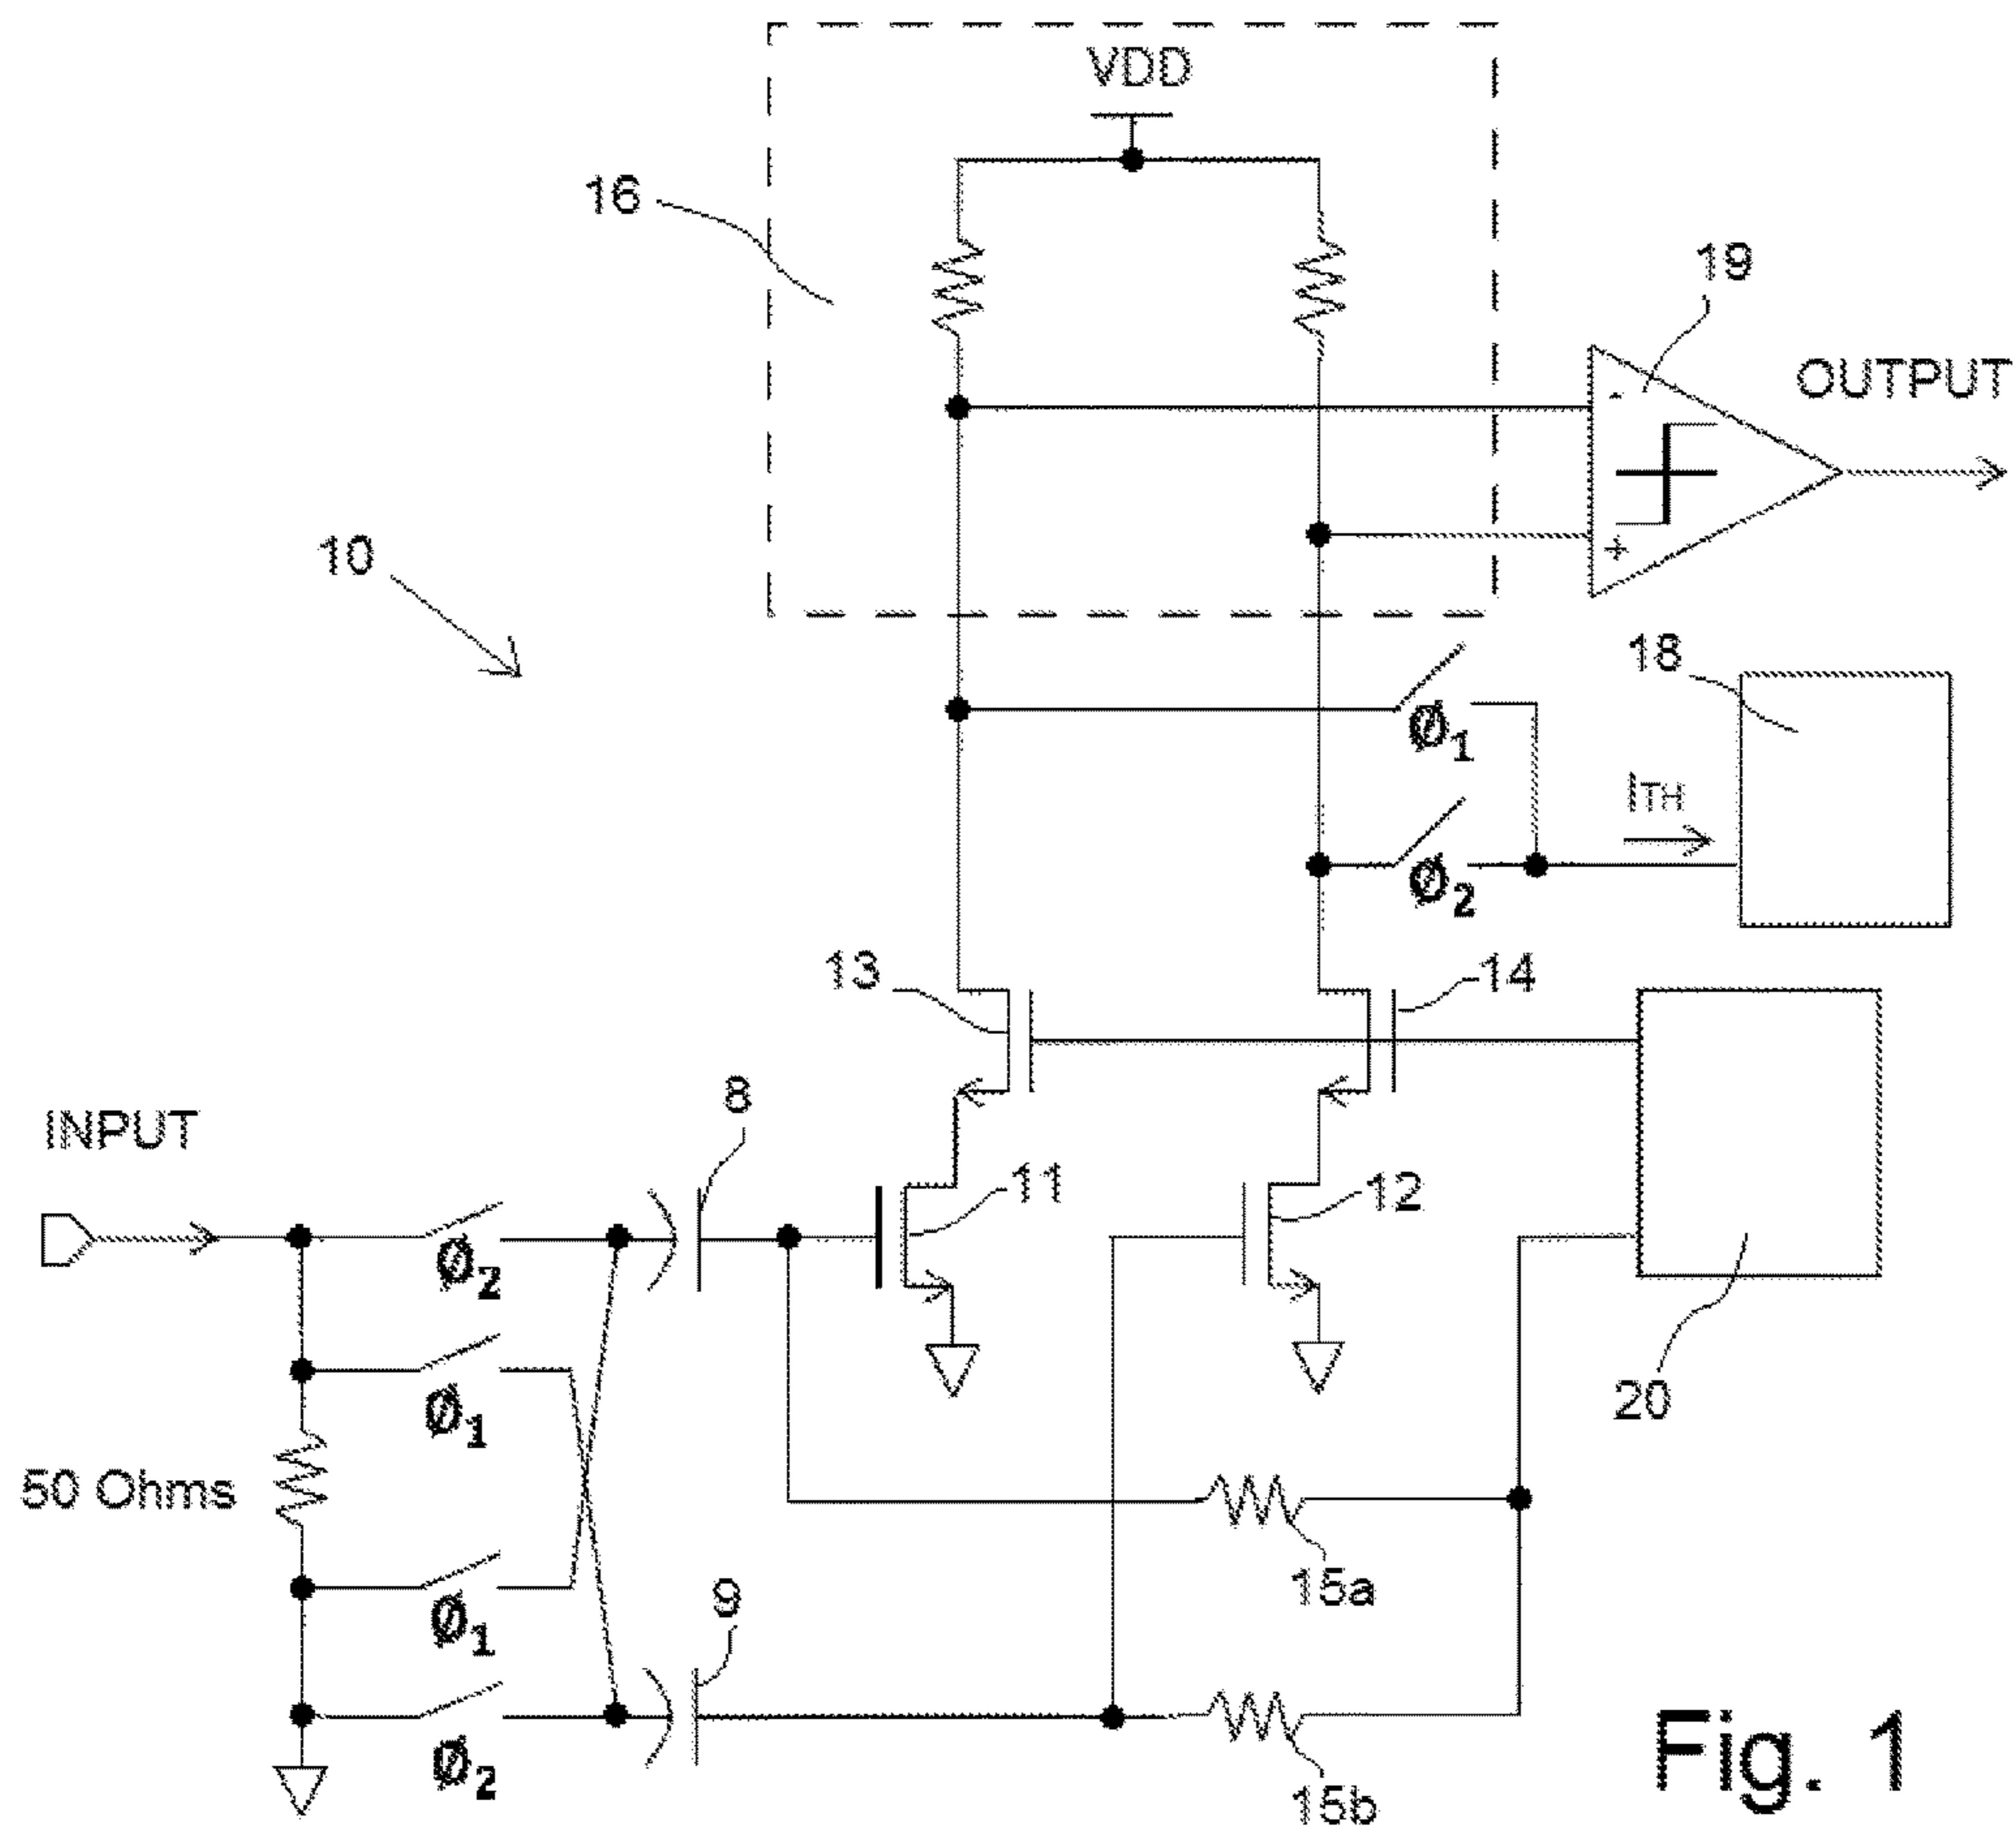 VDD
16
19
OUTPUT
-
+
10
18
Ø1
ITH
Ø2
13
14
8
INPUT
11
12
Ø2
Ø1
20
50 Ohms
15a
9
Ø1
Ø2
15b
Fig. 1